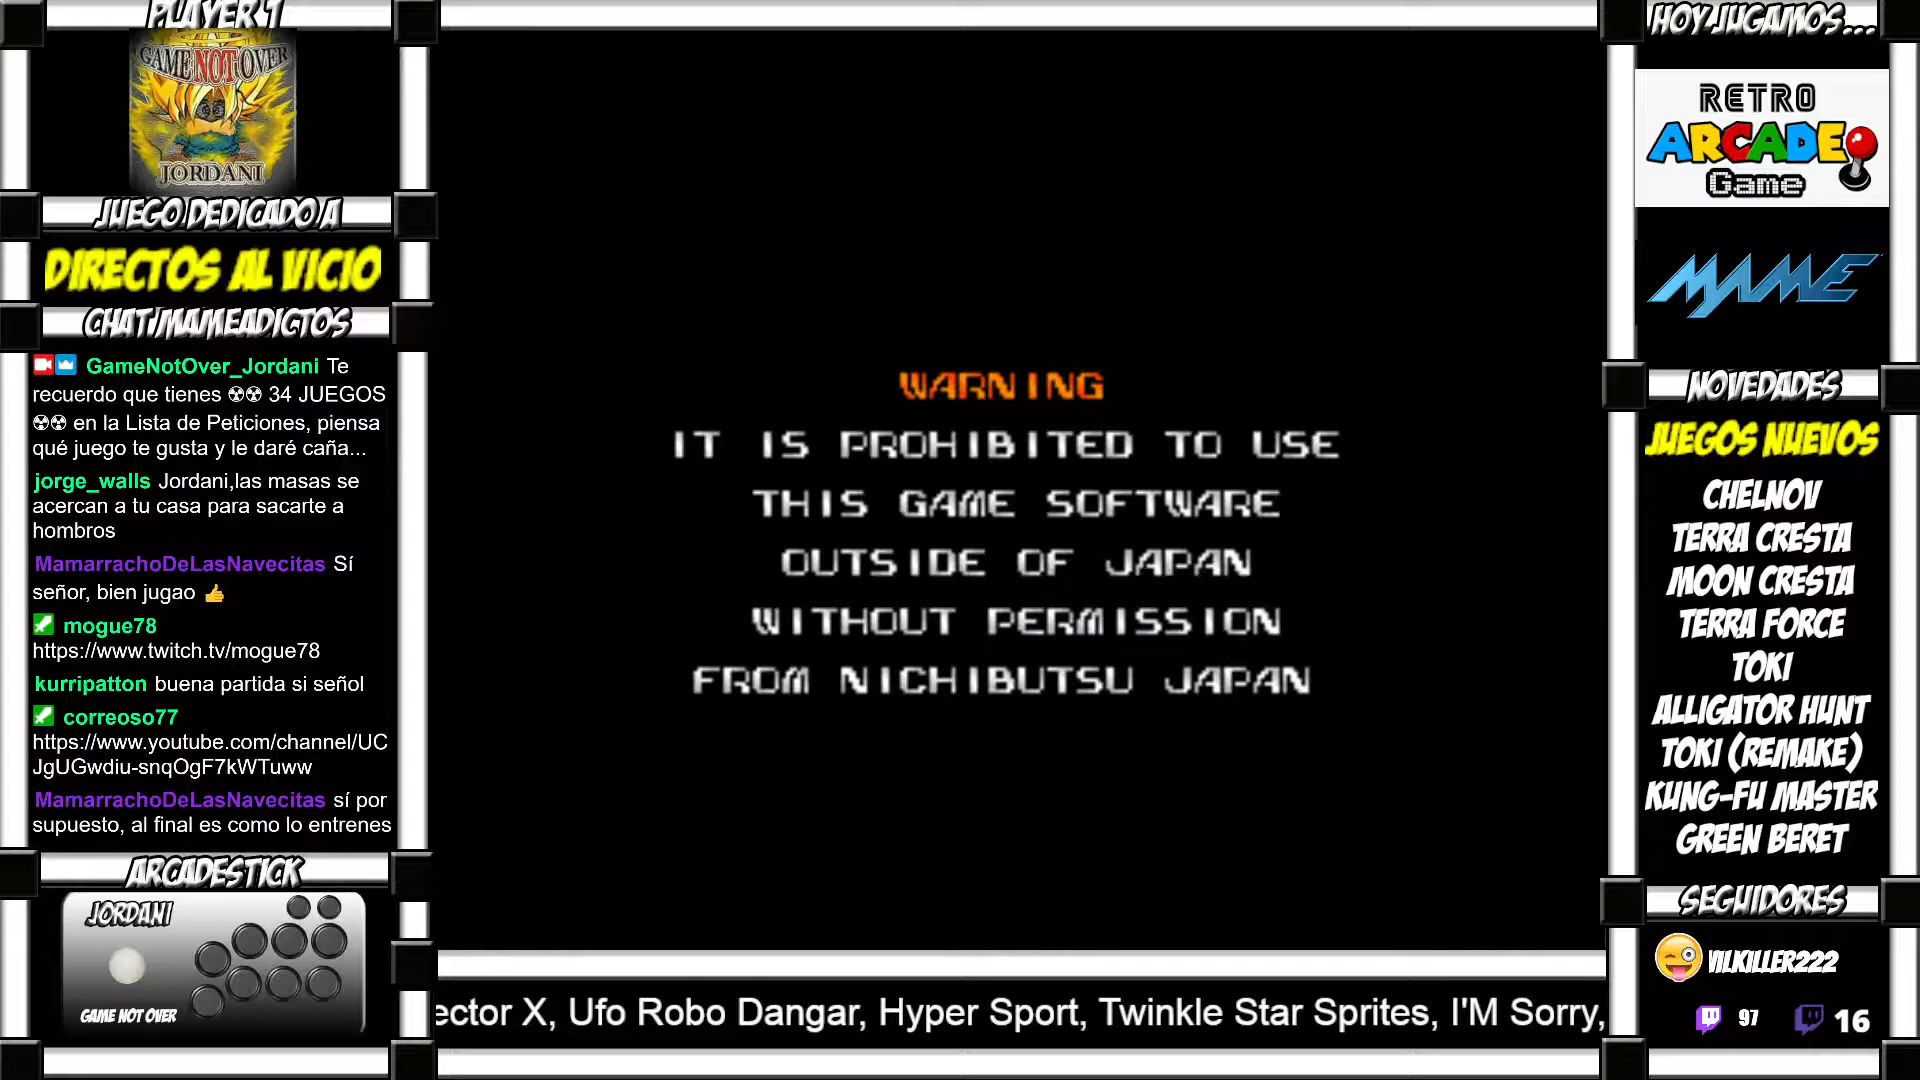 PLAYER 1
GAME NOT OVER
JORDANI
JUEGO DEDICADO A
DIRECTOS AL VICIO
CHAT/MAMEADICTOS
GameNotOver_Jordani Te
recuerdo que tienes ☢☢ 34 JUEGOS
☢☢ en la Lista de Peticiones, piensa
qué juego te gusta y le daré caña...
jorge_walls Jordani,las masas se
acercan a tu casa para sacarte a
hombros
MamarrachoDeLasNavecitas Sí
señor, bien jugao 👍
mogue78
https://www.twitch.tv/mogue78
kurripatton buena partida si señol
correoso77
https://www.youtube.com/channel/UC
JgUGwdiu-snqOgF7kWTuww
MamarrachoDeLasNavecitas sí por
supuesto, al final es como lo entrenes
ARCADESTICK
JORDANI
GAME NOT OVER
WARNING
IT IS PROHIBITED TO USE
THIS GAME SOFTWARE
OUTSIDE OF JAPAN
WITHOUT PERMISSION
FROM NICHIBUTSU JAPAN
ector X, Ufo Robo Dangar, Hyper Sport, Twinkle Star Sprites, I'M Sorry,
HOY JUGAMOS...
RETRO
ARCADE
Game
MAME
NOVEDADES
JUEGOS NUEVOS
CHELNOV
TERRA CRESTA
MOON CRESTA
TERRA FORCE
TOKI
ALLIGATOR HUNT
TOKI (REMAKE)
KUNG-FU MASTER
GREEN BERET
SEGUIDORES
VILKILLER222
97
16